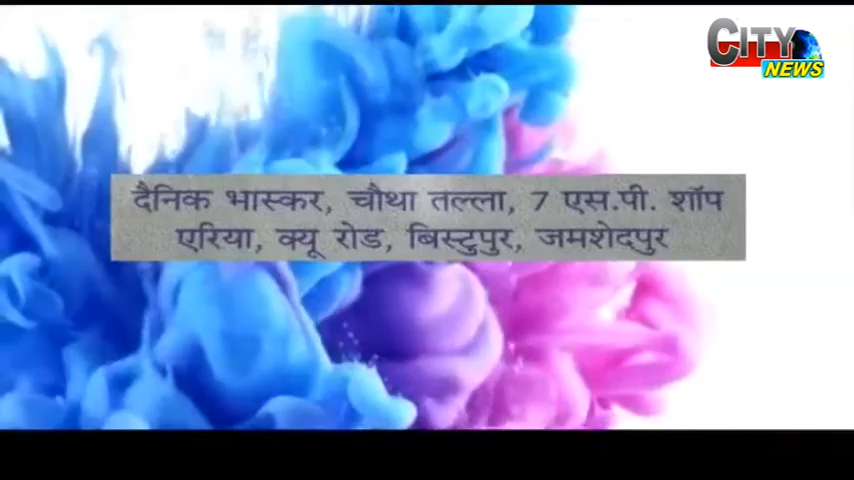 CITY
NEWS
दैनिक भास्कर, चौथा तल्ला, 7 एस.पी. शॉप
एरिया, क्यू रोड, बिस्टुपुर, जमशेदपुर